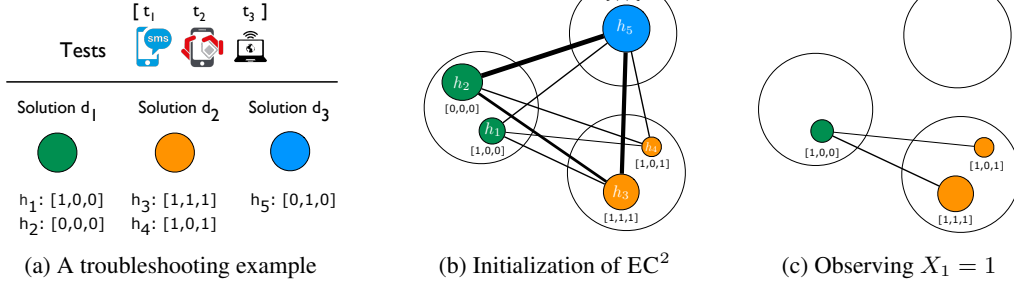 [ t1 t2 t3 ]
sms
Tests
Solution d1 Solution d2 Solution d3
h1: [1,0,0] h3: [1,1,1] h5: [0,1,0]
h2: [0,0,0] h4: [1,0,1]
(a) A troubleshooting example
h5
h2
[0,0,0]
h1
[1,0,0]
h4
[1,0,1]
h3
[1,1,1]
(b) Initialization of EC²
[1,0,0]
[1,0,1]
[1,1,1]
(c) Observing X1 = 1